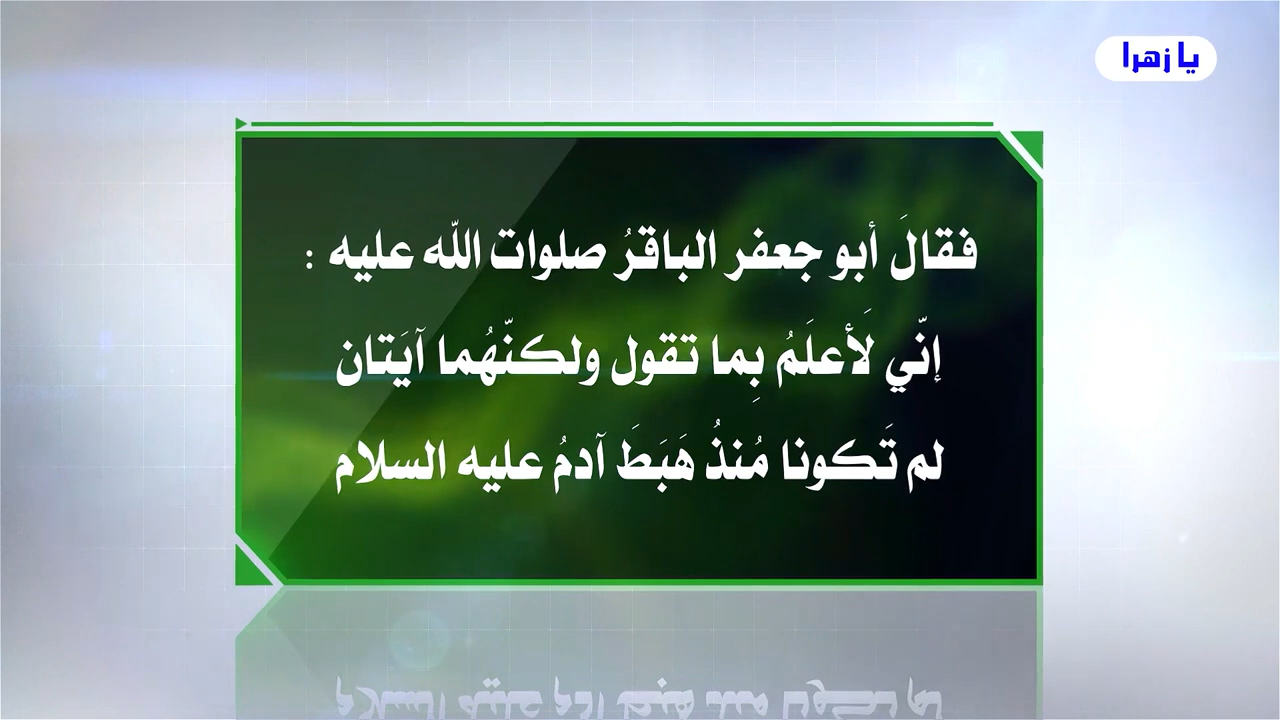 يا زهرا
فقالَ أبو جعفر الباقرُ صلوات اللّه عليه :
إنّي لَأعلَمُ بِما تقول ولكنّهُما آيَتان
لم تَكونا مُنذُ هَبَطَ آدمُ عليه السلام